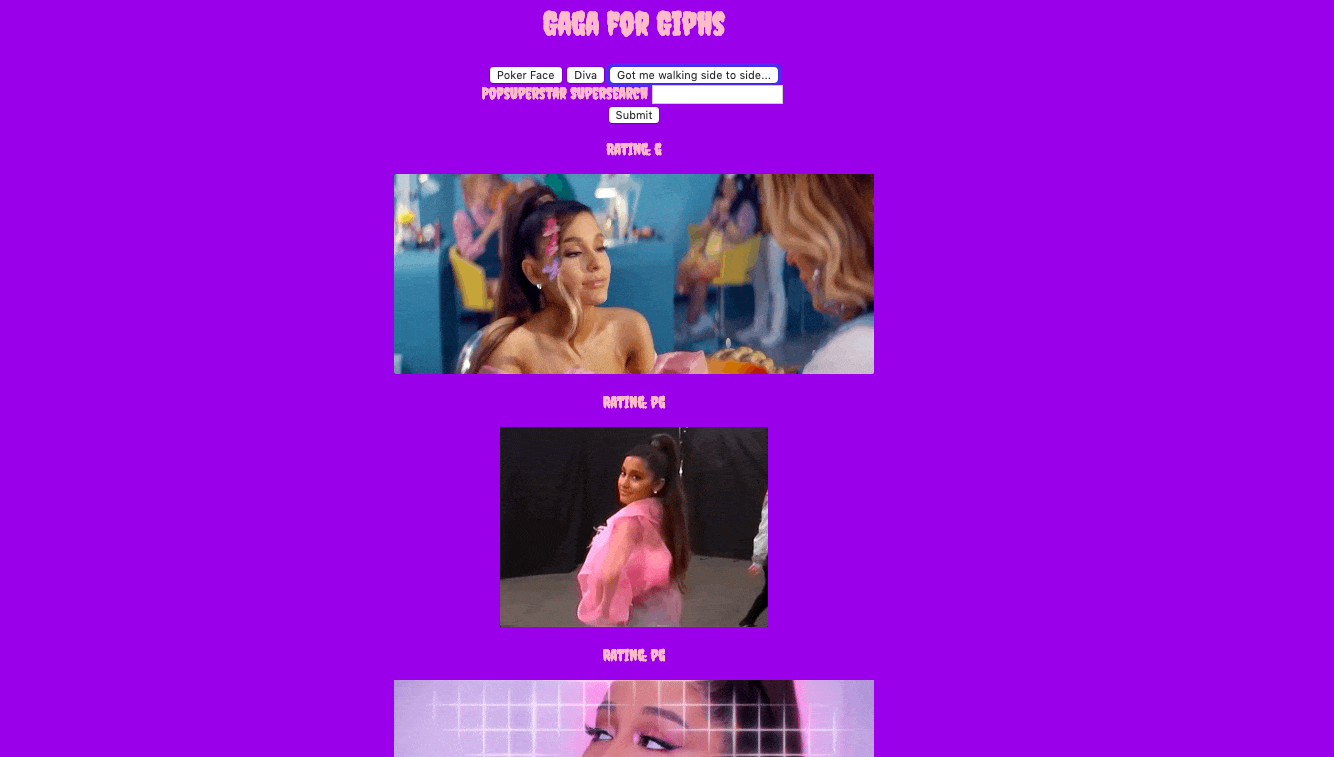 GAGA FOR GIPHS
Poker Face Diva Got me walking side to side...
POPSUPERSTAR SUPERSEARCH
Submit
RATING: G
RATING: PG
RATING: PG